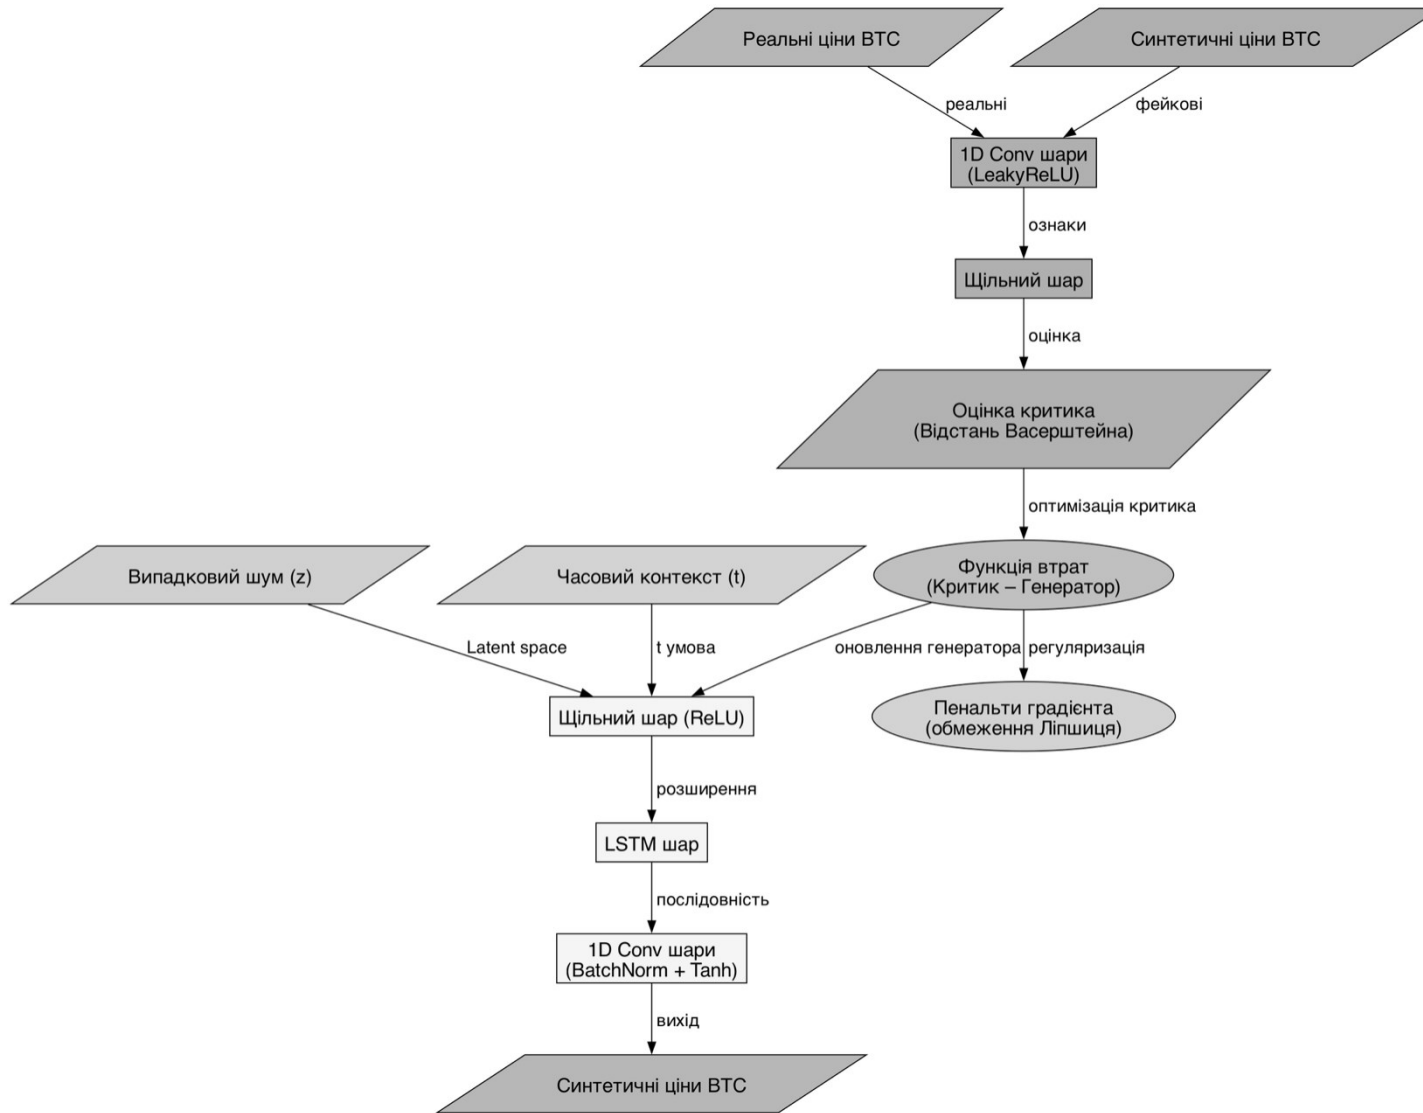 Реальні ціни BTC
Синтетичні ціни BTC
реальні
фейкові
1D Conv шари
(LeakyReLU)
ознаки
Щільний шар
оцінка
Оцінка критика
(Відстань Васерштейна)
оптимізація критика
Випадковий шум (z)
Часовий контекст (t)
Функція втрат
(Критик – Генератор)
Latent space
t умова
оновлення генератора
регуляризація
Щільний шар (ReLU)
Пенальти градієнта
(обмеження Ліпшиця)
розширення
LSTM шар
послідовність
1D Conv шари
(BatchNorm + Tanh)
вихід
Синтетичні ціни BTC